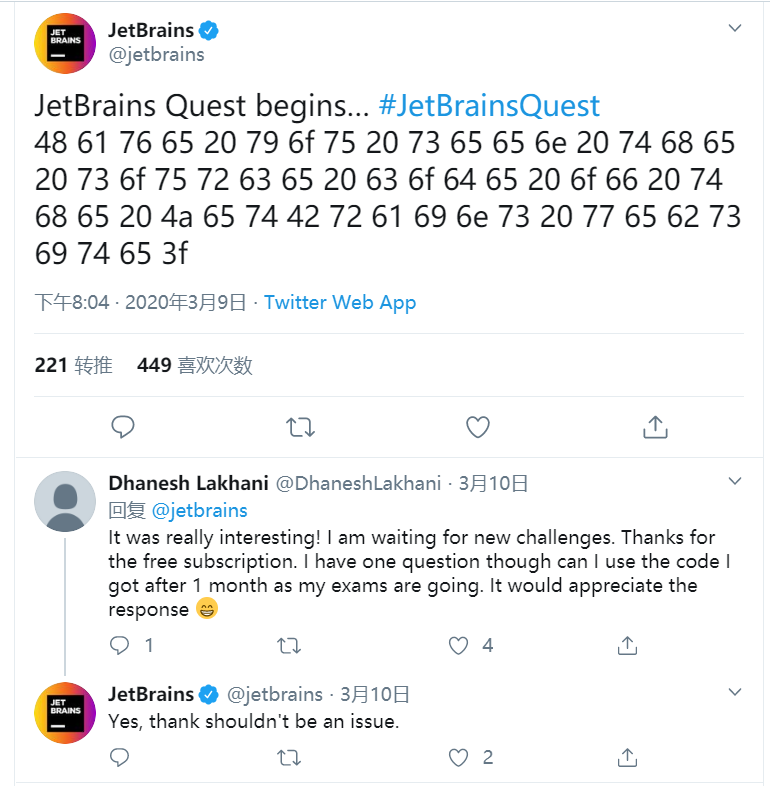 JET
BRAINS
JetBrains
@jetbrains
JetBrains Quest begins... #JetBrainsQuest
48 61 76 65 20 79 6f 75 20 73 65 65 6e 20 74 68 65
20 73 6f 75 72 63 65 20 63 6f 64 65 20 6f 66 20 74
68 65 20 4a 65 74 42 72 61 69 6e 73 20 77 65 62 73
69 74 65 3f
下午8:04 · 2020年3月9日 · Twitter Web App
221 转推 449 喜欢次数
Dhanesh Lakhani @DhaneshLakhani · 3月10日
回复 @jetbrains
It was really interesting! I am waiting for new challenges. Thanks for
the free subscription. I have one question though can I use the code I
got after 1 month as my exams are going. It would appreciate the
response 😄
1 4
JET
BRAINS
JetBrains @jetbrains · 3月10日
Yes, thank shouldn't be an issue.
2